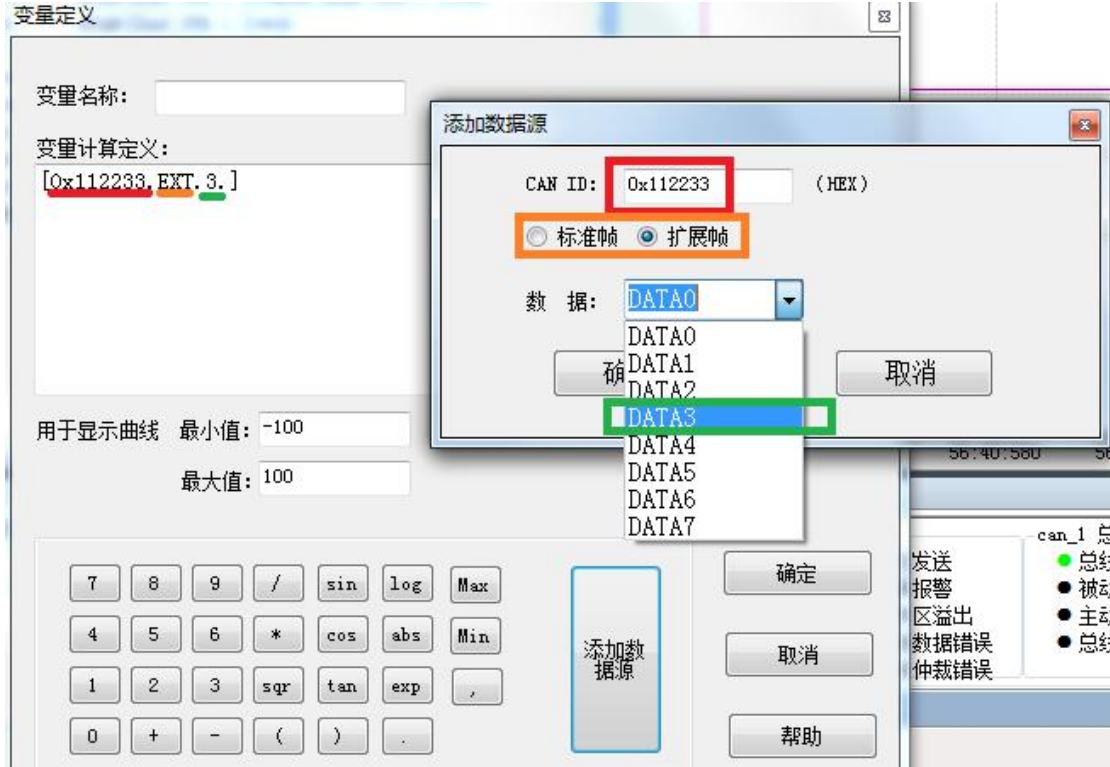 变量定义
变量名称:
变量计算定义:
[0x112233.EXT.3.]
添加数据源
CAN ID: 0x112233 (HEX)
标准帧 扩展帧
数 据: DATA0
DATA0
DATA1
DATA2
DATA3
DATA4
DATA5
DATA6
DATA7
取消
用于显示曲线 最小值: -100
最大值: 100
7 8 9 / sin log Max
4 5 6 * cos abs Min
1 2 3 sqr tan exp ,
0 + - ( ) .
添加数
据源
确定
取消
帮助
56:40:580
can_1
发送
报警
区溢出
数据错误
仲裁错误